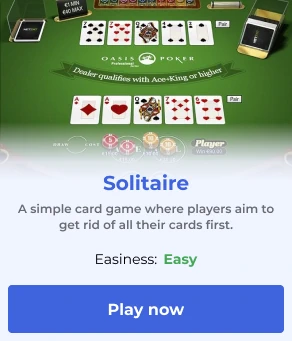 €1 MIN
€40 MAX
Pair
OASIS POKER
Professional
Dealer qualifies with Ace+King or higher
Pair
Player
Solitaire
A simple card game where players aim to
get rid of all their cards first.
Easiness: Easy
Play now